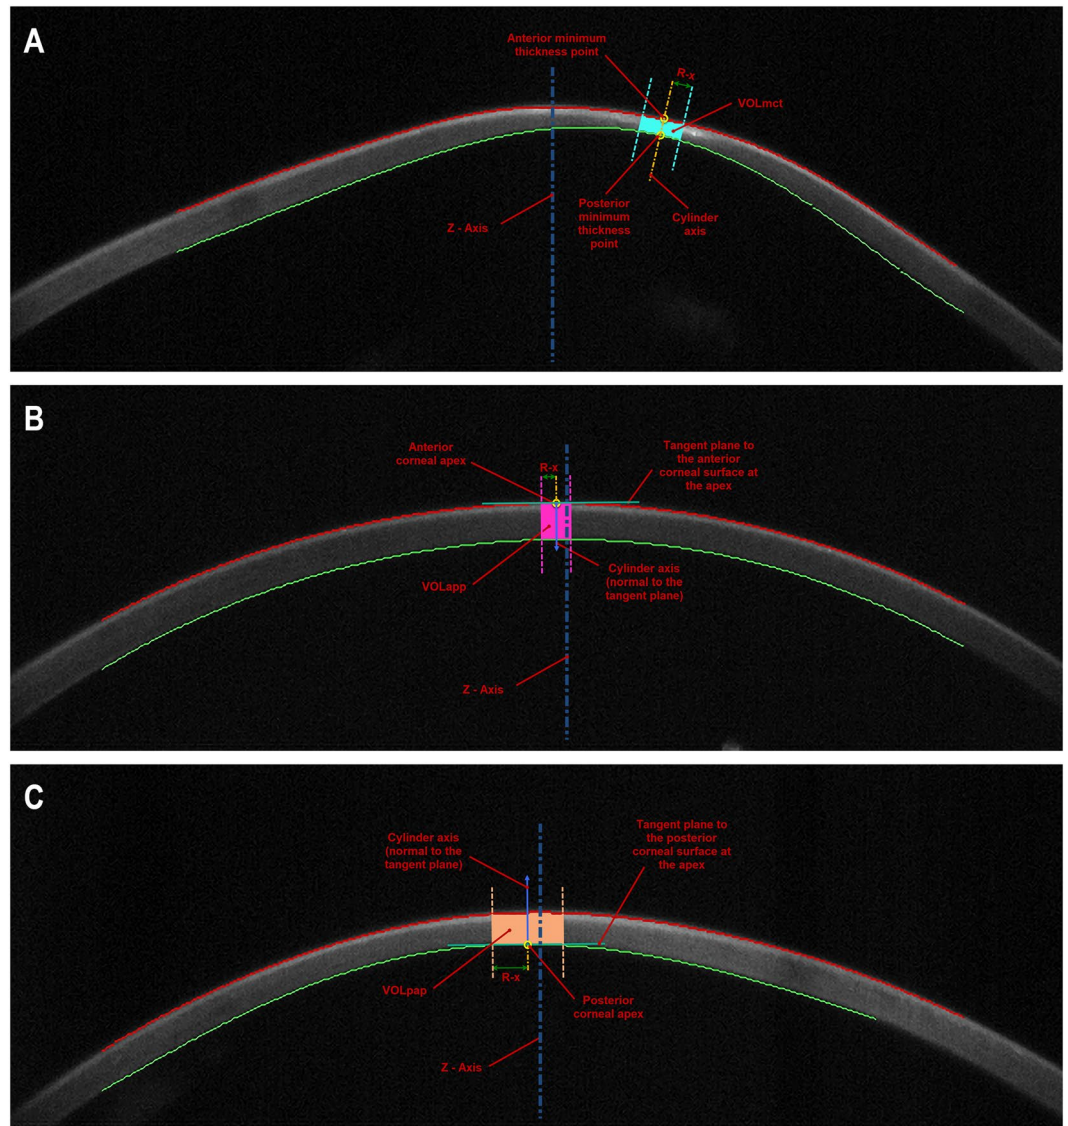 A
Anterior minimum
thickness point
R-x
VOLmct
Z - Axis
Posterior
minimum
thickness
point
Cylinder
axis
B
Anterior
corneal apex
R-x
Tangent plane to
the anterior
corneal surface at
the apex
VOLapp
Cylinder axis
(normal to the
tangent plane)
Z - Axis
C
Cylinder axis
(normal to the
tangent plane)
Tangent plane to
the posterior
corneal surface at
the apex
VOLpap
R-x
Posterior
corneal apex
Z - Axis